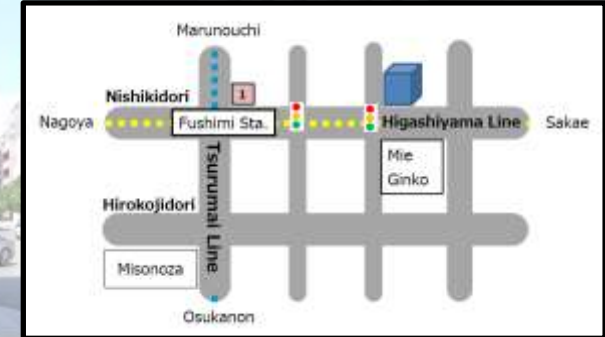 Marunouchi
Nishikidori
1
Nagoya
Fushimi Sta.
Higashiyama Line
Sakae
Mie
Ginko
Tsurumai Line
Hirokojidori
Misonoza
Osukanon